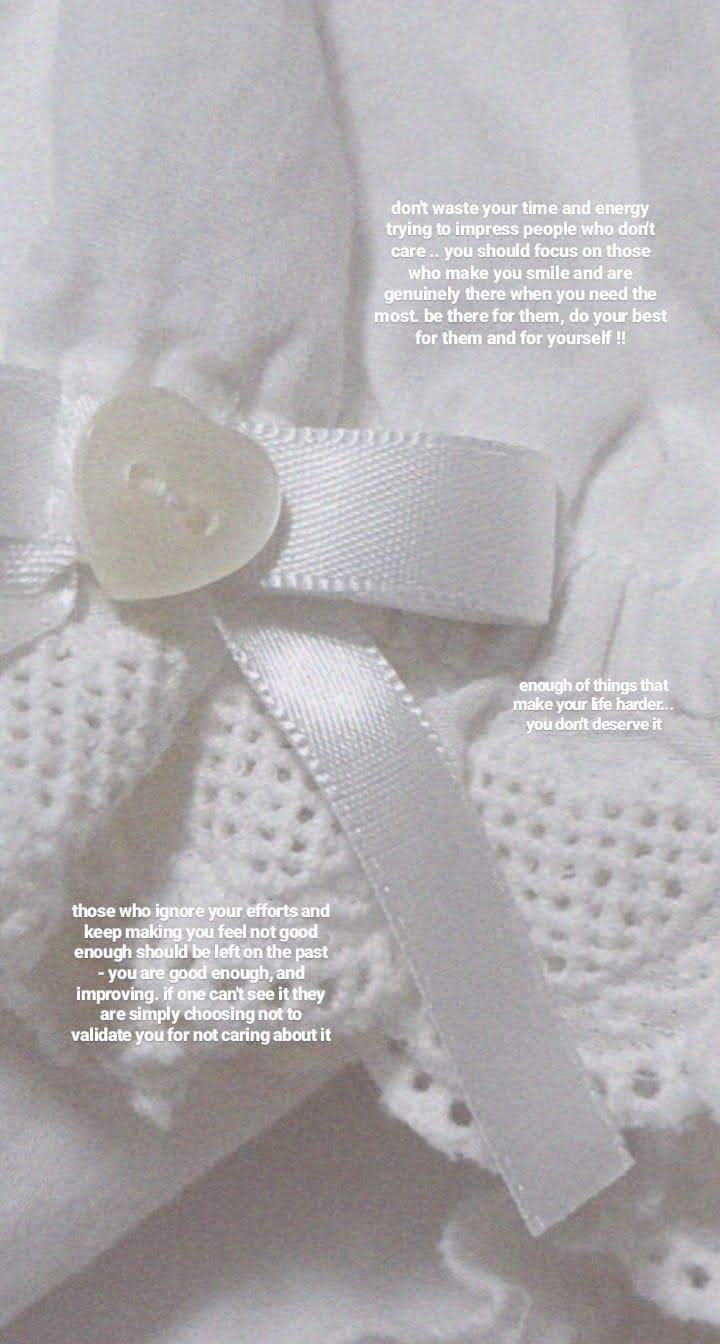 don't waste your time and energy
trying to impress people who don't
care .. you should focus on those
who make you smile and are
genuinely there when you need the
most. be there for them, do your best
for them and for yourself !!
enough of things that
make your life harder...
you don't deserve it
those who ignore your efforts and
keep making you feel not good
enough should be left on the past
- you are good enough, and
improving. if one can't see it they
are simply choosing not to
validate you for not caring about it